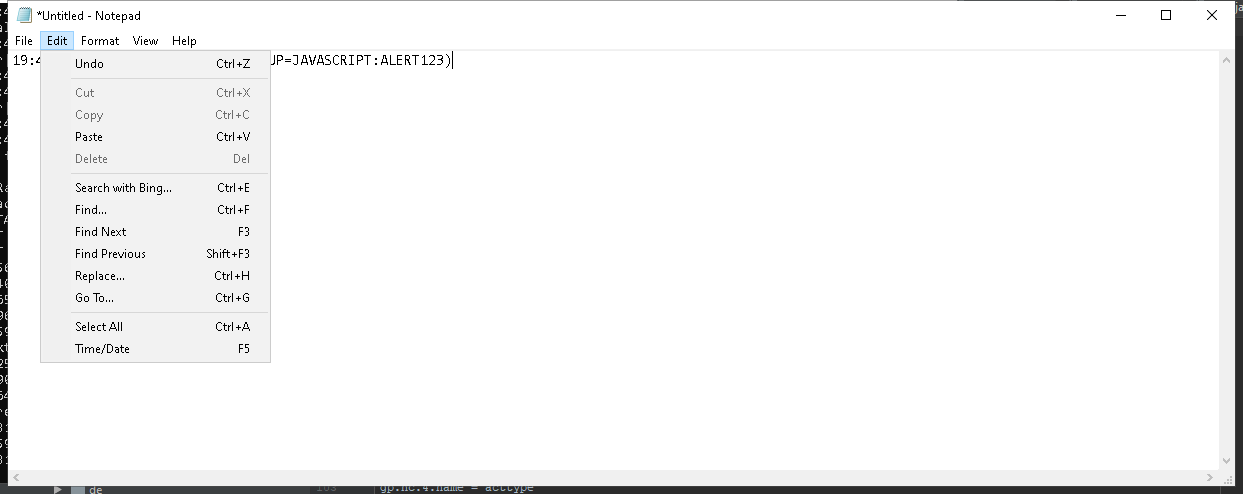 *Untitled - Notepad
File Edit Format View Help
19:4 UP=JAVASCRIPT:ALERT123)
Undo Ctrl+Z
Cut Ctrl+X
Copy Ctrl+C
Paste Ctrl+V
Delete Del
Search with Bing... Ctrl+E
Find... Ctrl+F
Find Next F3
Find Previous Shift+F3
Replace... Ctrl+H
Go To... Ctrl+G
Select All Ctrl+A
Time/Date F5
de gp.nc.4.name = acctype